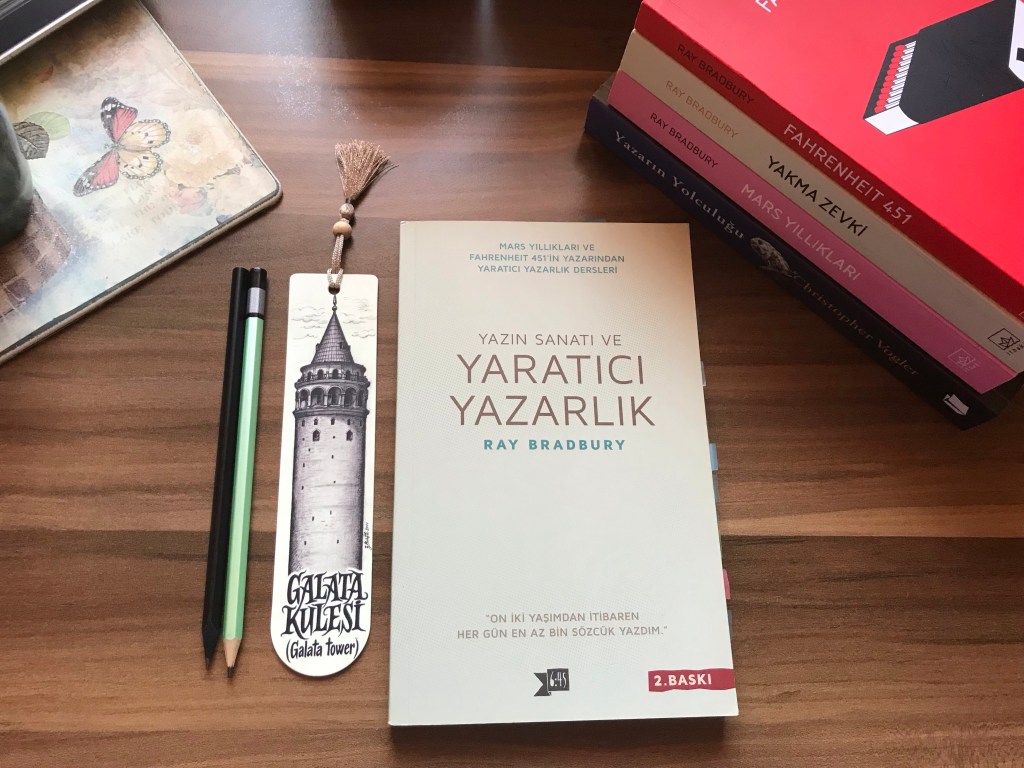 MARS YILLIKLARI VE
FAHRENHEIT 451'İN YAZARINDAN
YARATICI YAZARLIK DERSLERİ
YAZIN SANATI VE
YARATICI
YAZARLIK
RAY BRADBURY
"ON İKİ YAŞIMDAN İTİBAREN
HER GÜN EN AZ BİN SÖZCÜK YAZDIM."
6:45
2.BASKI
GALATA
KULESİ
(Galata tower)
RAY BRADBURY FAHRENHEIT 451
RAY BRADBURY YAKMA ZEVKİ
RAY BRADBURY MARS YILLIKLARI
Yazarın Yolculuğu Christopher Vogler